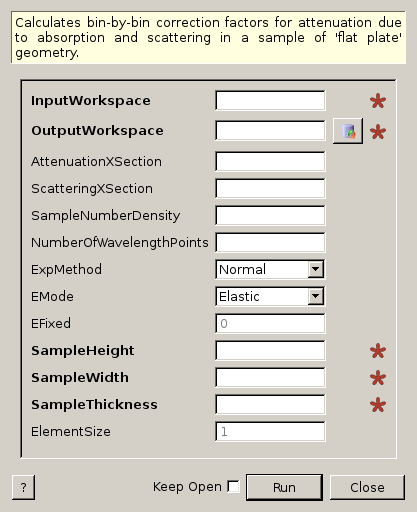 Calculates bin-by-bin correction factors for attenuation due
to absorption and scattering in a sample of 'flat plate'
geometry.
InputWorkspace
OutputWorkspace
AttenuationXSection
ScatteringXSection
SampleNumberDensity
NumberOfWavelengthPoints
ExpMethod Normal
EMode Elastic
EFixed 0
SampleHeight
SampleWidth
SampleThickness
ElementSize 1
? Keep Open Run Close